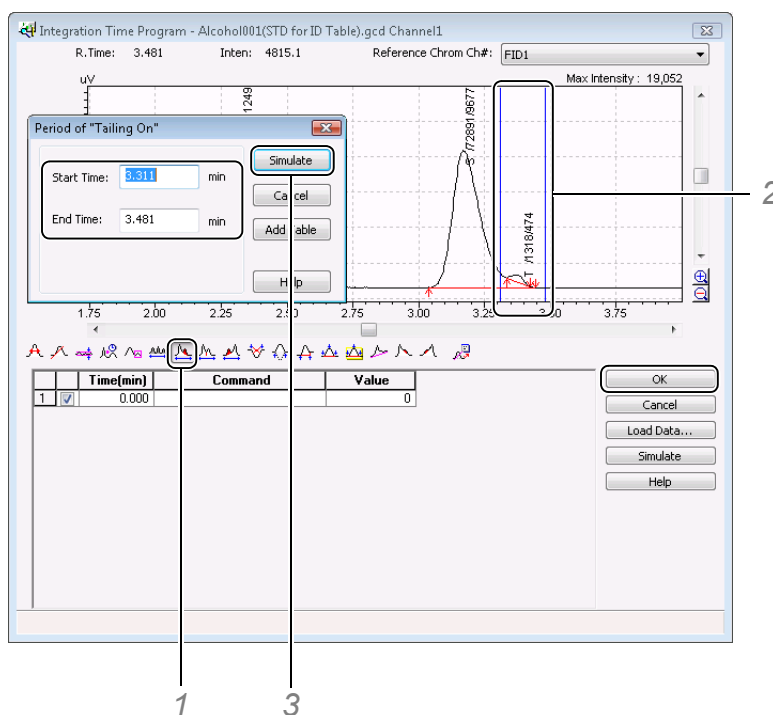 Integration Time Program - Alcohol001(STD for ID Table).gcd Channel1
R.Time: 3.481 Inten: 4815.1 Reference Chrom Ch#: FID1
uV Max Intensity : 19,052
1249
S /72891/9677
T /1318/474
Period of "Tailing On"
Start Time: 3.311 min
End Time: 3.481 min
Simulate
Cancel
Add Table
Help
2
1.75 2.00 2.25 2.50 2.75 3.00 3.25 3.50 3.75
Time(min) Command Value
1 0.000 0
OK
Cancel
Load Data...
Simulate
Help
1 3